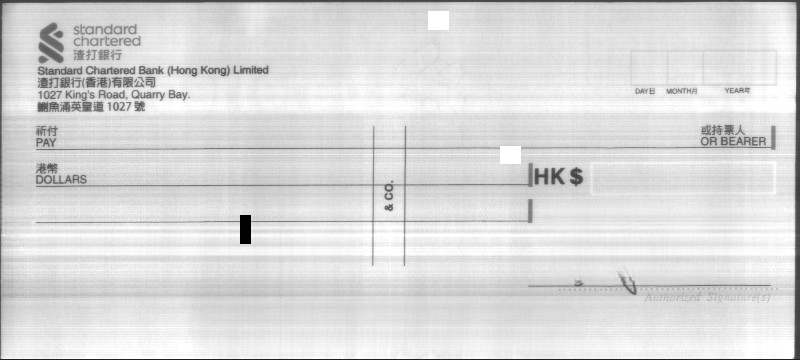 standard
chartered
渣打銀行
Standard Chartered Bank (Hong Kong) Limited
渣打銀行(香港)有限公司
1027 King's Road, Quarry Bay.
鰂魚涌英皇道 1027 號
DAY日 MONTH月 YEAR年
祈付
PAY
或持票人
OR BEARER
港幣
DOLLARS
HK $
& CO.
Authorized Signature(s)